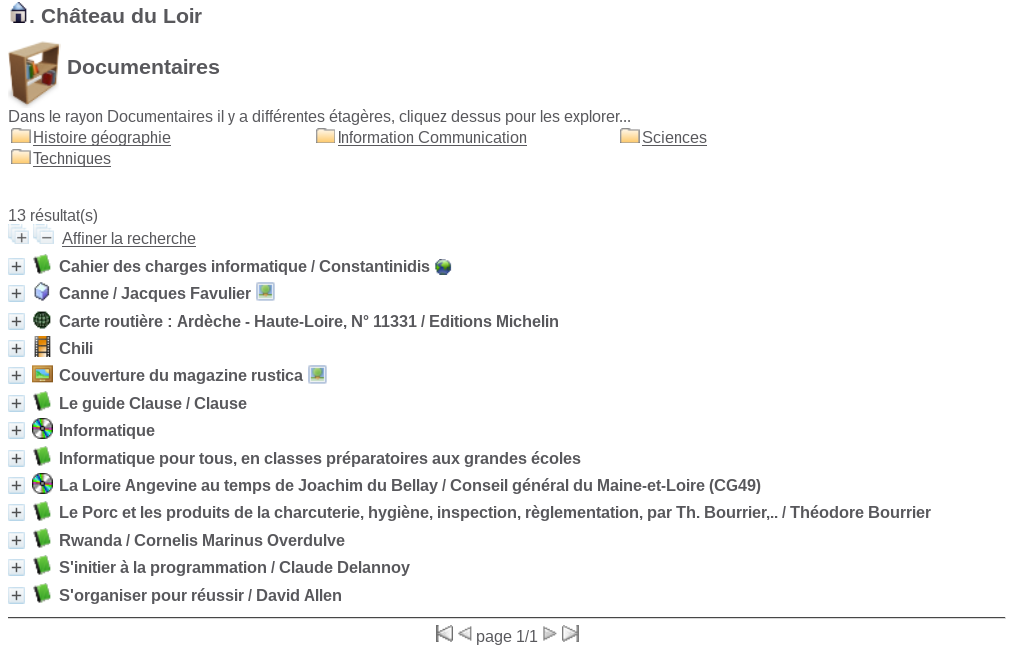 . Château du Loir
Documentaires
Dans le rayon Documentaires il y a différentes étagères, cliquez dessus pour les explorer...
Histoire géographie Information Communication Sciences
Techniques
13 résultat(s)
Affiner la recherche
Cahier des charges informatique / Constantinidis
Canne / Jacques Favulier
Carte routière : Ardèche - Haute-Loire, N° 11331 / Editions Michelin
Chili
Couverture du magazine rustica
Le guide Clause / Clause
Informatique
Informatique pour tous, en classes préparatoires aux grandes écoles
La Loire Angevine au temps de Joachim du Bellay / Conseil général du Maine-et-Loire (CG49)
Le Porc et les produits de la charcuterie, hygiène, inspection, règlementation, par Th. Bourrier,.. / Théodore Bourrier
Rwanda / Cornelis Marinus Overdulve
S'initier à la programmation / Claude Delannoy
S'organiser pour réussir / David Allen
page 1/1